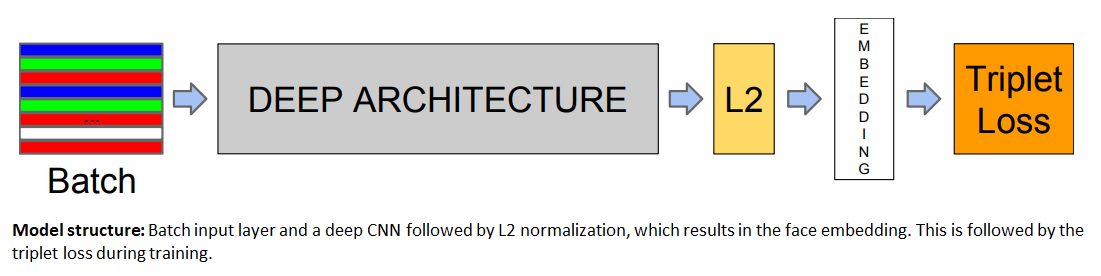 ...
Batch
DEEP ARCHITECTURE
L2
EMBEDDING
Triplet
Loss
Model structure: Batch input layer and a deep CNN followed by L2 normalization, which results in the face embedding. This is followed by the
triplet loss during training.